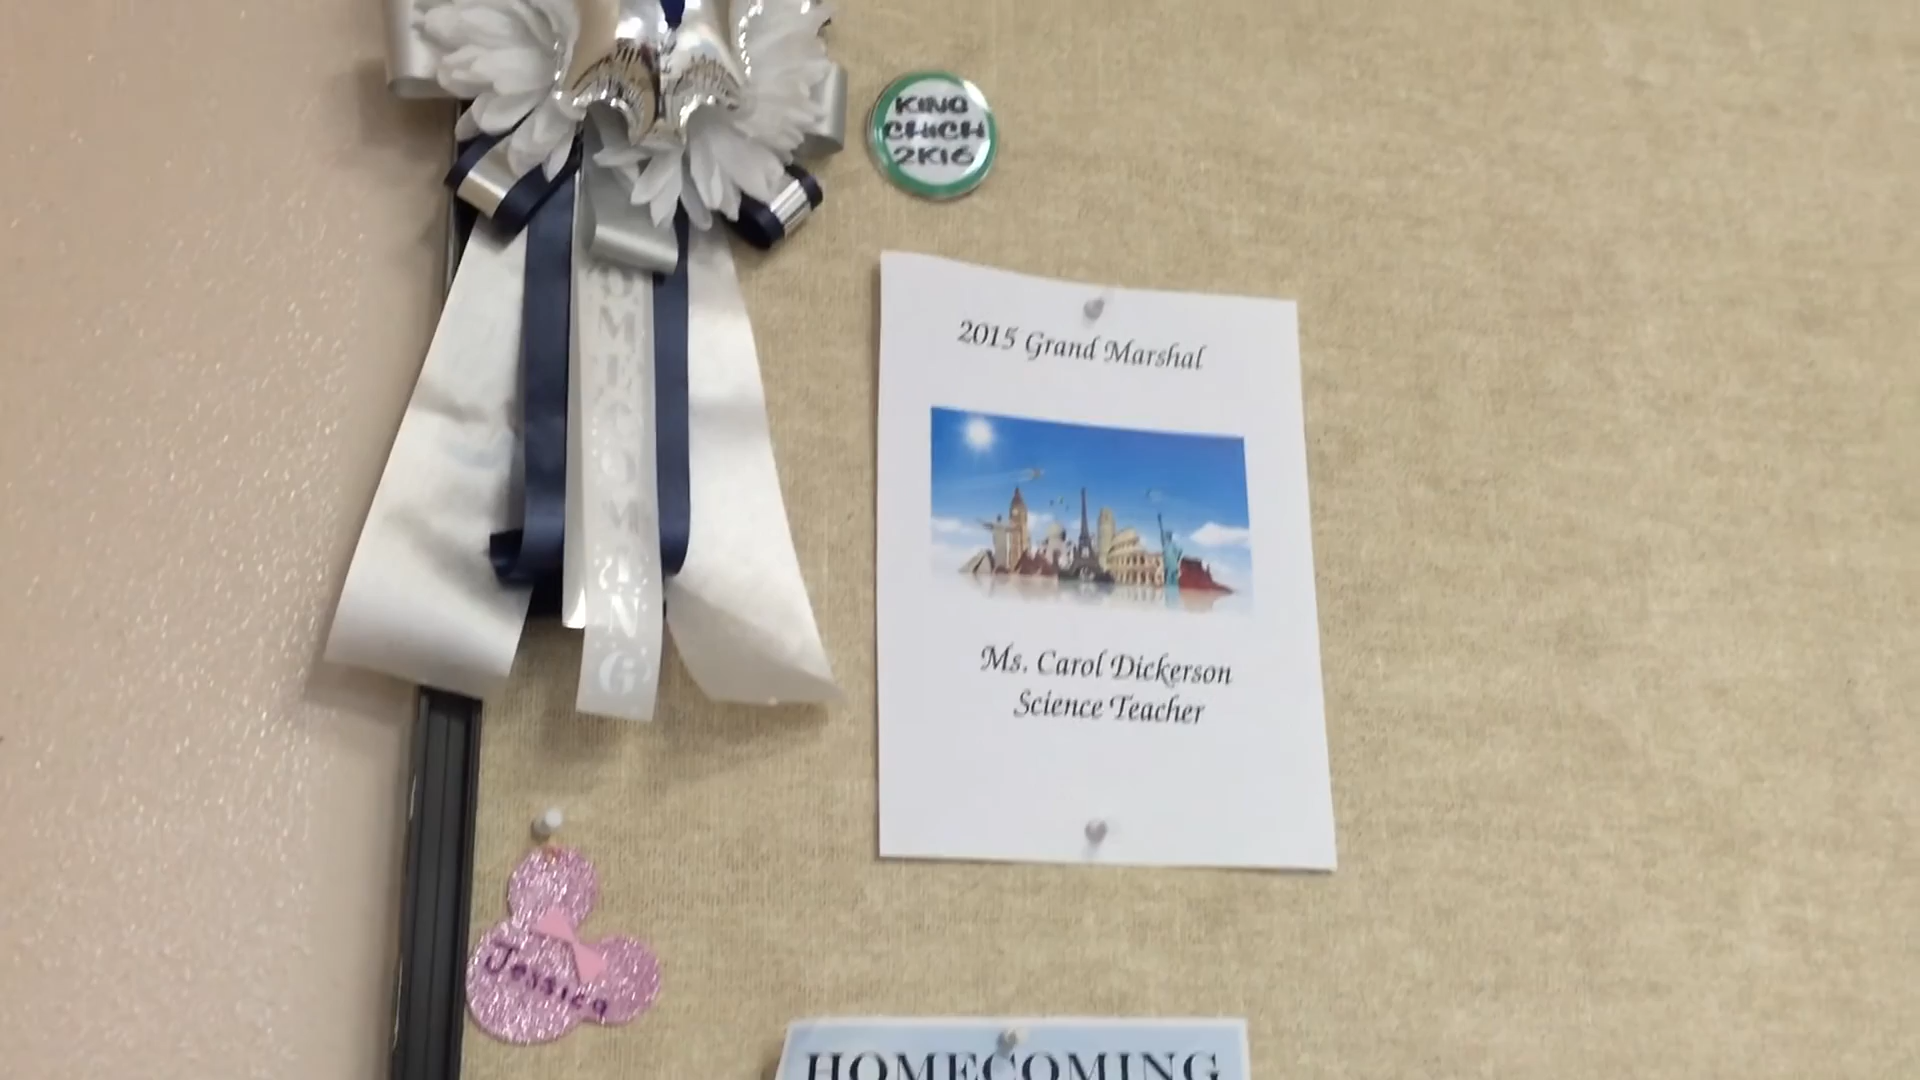 KING
CHICH
2K16
HOMECOMING
2015 Grand Marshal
Ms. Carol Dickerson
Science Teacher
Jessica
HOMECOMING